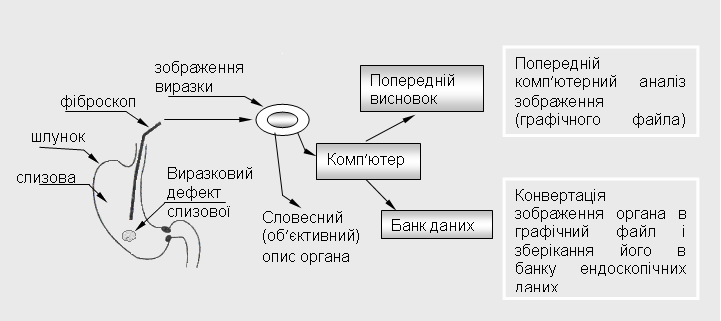 зображення
виразки
фіброскоп
шлунок
слизова
Виразковий
дефект
слизової
Словесний
(об'єктивний)
опис органа
Попередній
висновок
Комп'ютер
Банк даних
Попередній
комп'ютерний аналіз
зображення
(графічного файла)
Конвертація
зображення органа в
графічний файл і
зберікання його в
банку ендоскопічних
даних